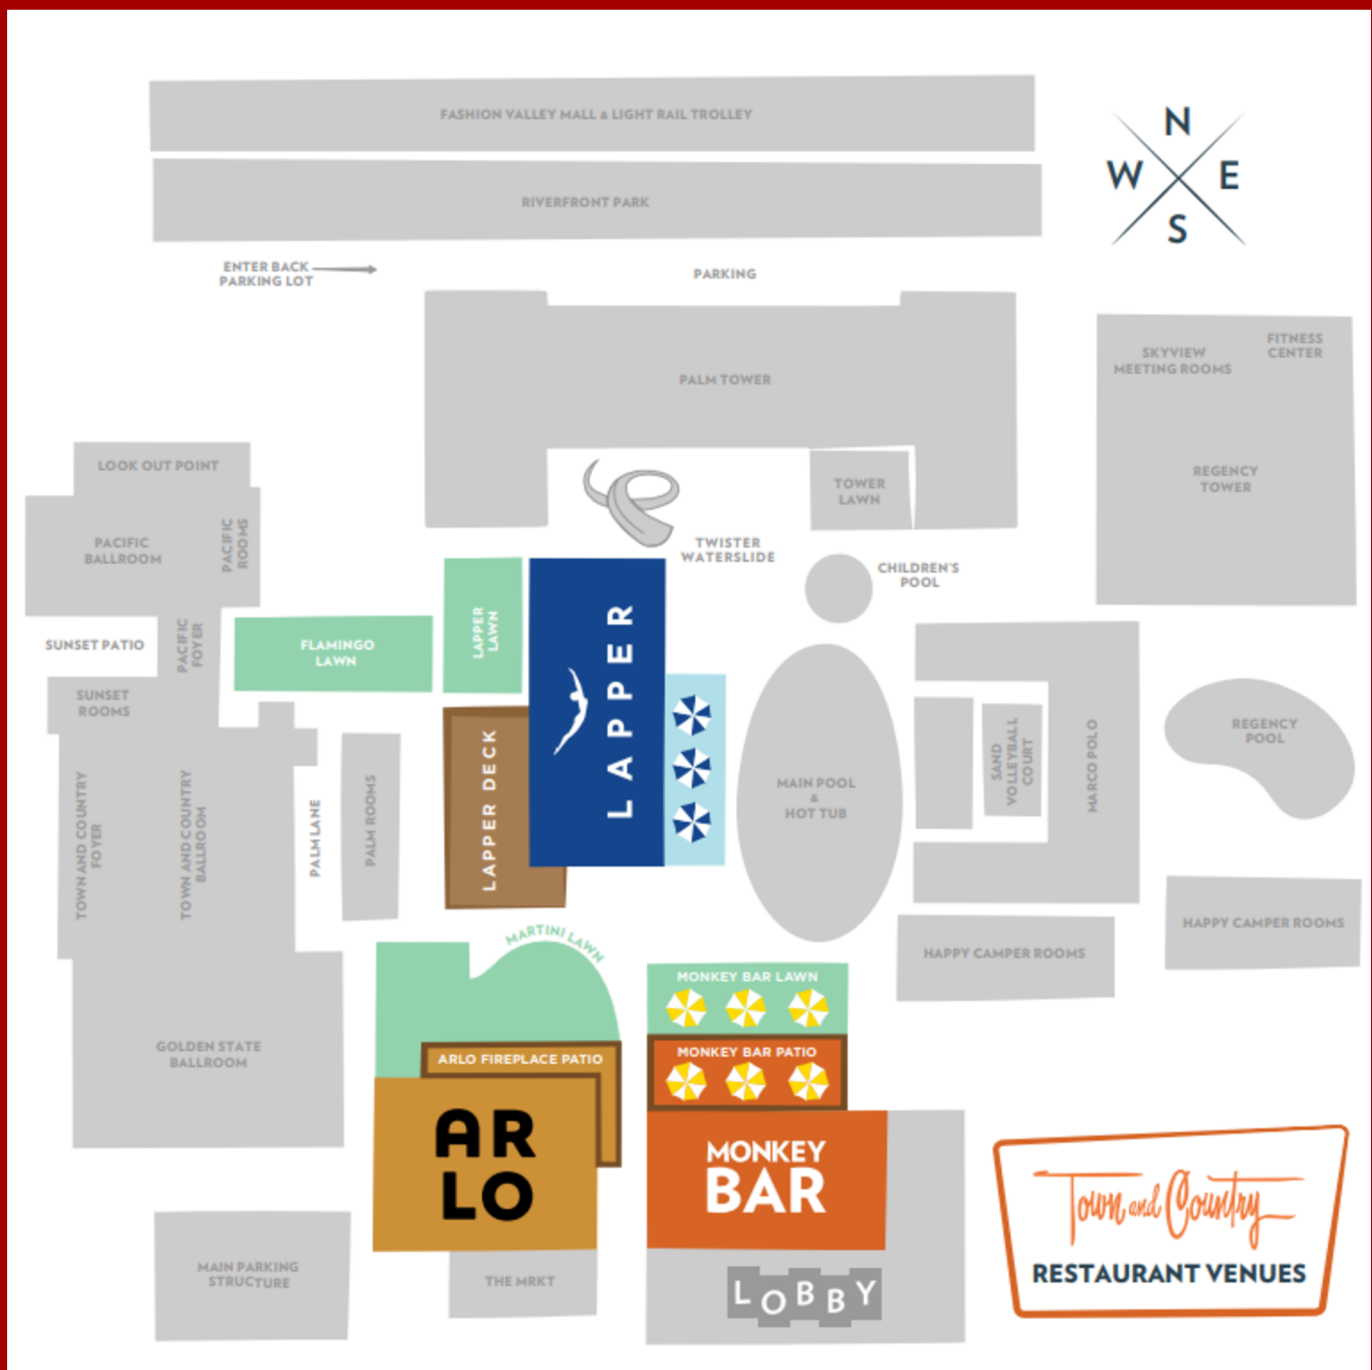 FASHION VALLEY MALL & LIGHT RAIL TROLLEY
N
W E
S
RIVERFRONT PARK
ENTER BACK
PARKING LOT
PARKING
PALM TOWER
SKYVIEW
MEETING ROOMS
FITNESS
CENTER
REGENCY
TOWER
LOOK OUT POINT
PACIFIC
BALLROOM
PACIFIC
ROOMS
TOWER
LAWN
TWISTER
WATERSLIDE
CHILDREN'S
POOL
SUNSET PATIO
PACIFIC
FOYER
FLAMINGO
LAWN
LAPPER
LAWN
LAPPER
SUNSET
ROOMS
TOWN AND COUNTRY
FOYER
TOWN AND COUNTRY
BALLROOM
PALM LANE
PALM ROOMS
LAPPER DECK
MAIN POOL
&
HOT TUB
SAND
VOLLEYBALL
COURT
MARCO POLO
REGENCY
POOL
HAPPY CAMPER ROOMS
HAPPY CAMPER ROOMS
MARTINI LAWN
MONKEY BAR LAWN
GOLDEN STATE
BALLROOM
ARLO FIREPLACE PATIO
MONKEY BAR PATIO
AR
LO
MONKEY
BAR
MAIN PARKING
STRUCTURE
THE MRKT
LOBBY
Town and Country
RESTAURANT VENUES